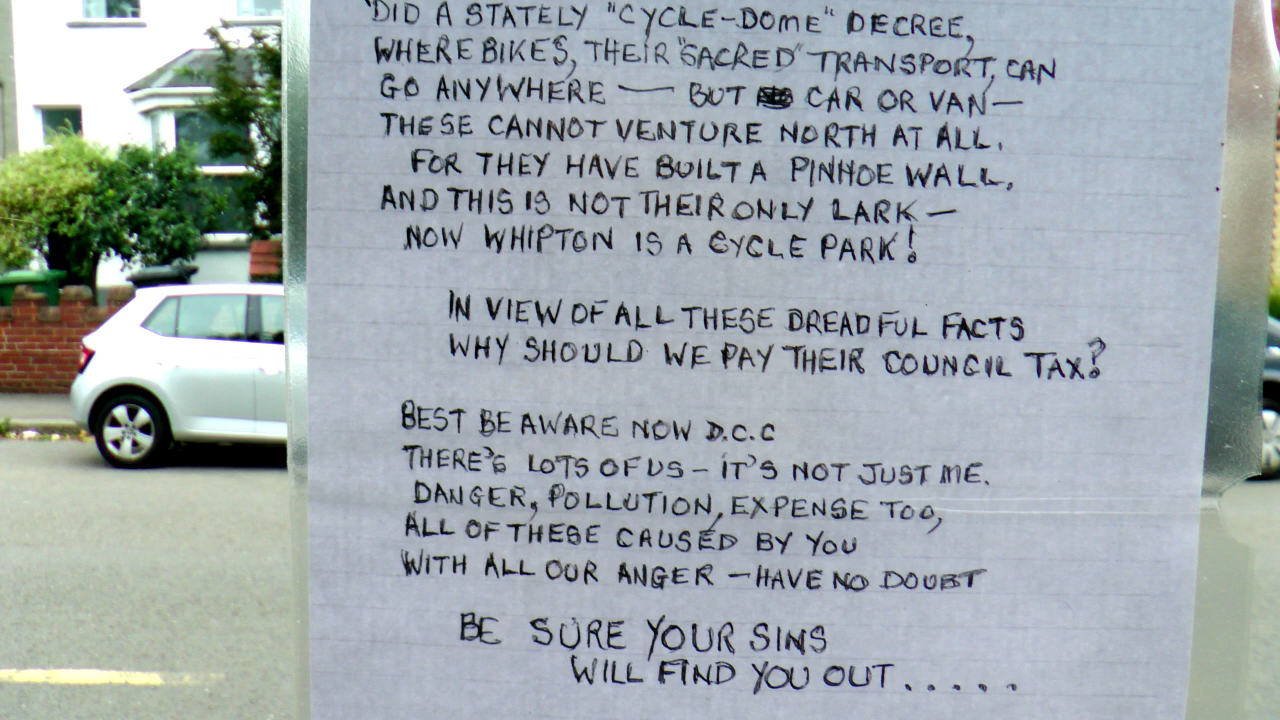 'DID A STATELY "CYCLE-DOME" DECREE,
WHERE BIKES, THEIR "SACRED" TRANSPORT, CAN
GO ANYWHERE — BUT CAR OR VAN —
THESE CANNOT VENTURE NORTH AT ALL.
FOR THEY HAVE BUILT A PINHOE WALL.
AND THIS IS NOT THEIR ONLY LARK —
NOW WHIPTON IS A CYCLE PARK!
IN VIEW OF ALL THESE DREADFUL FACTS
WHY SHOULD WE PAY THEIR COUNCIL TAX?
BEST BE AWARE NOW D.C.C
THERE'S LOTS OF US - IT'S NOT JUST ME.
DANGER, POLLUTION, EXPENSE TOO,
ALL OF THESE CAUSED BY YOU
WITH ALL OUR ANGER - HAVE NO DOUBT
BE SURE YOUR SINS
WILL FIND YOU OUT.....